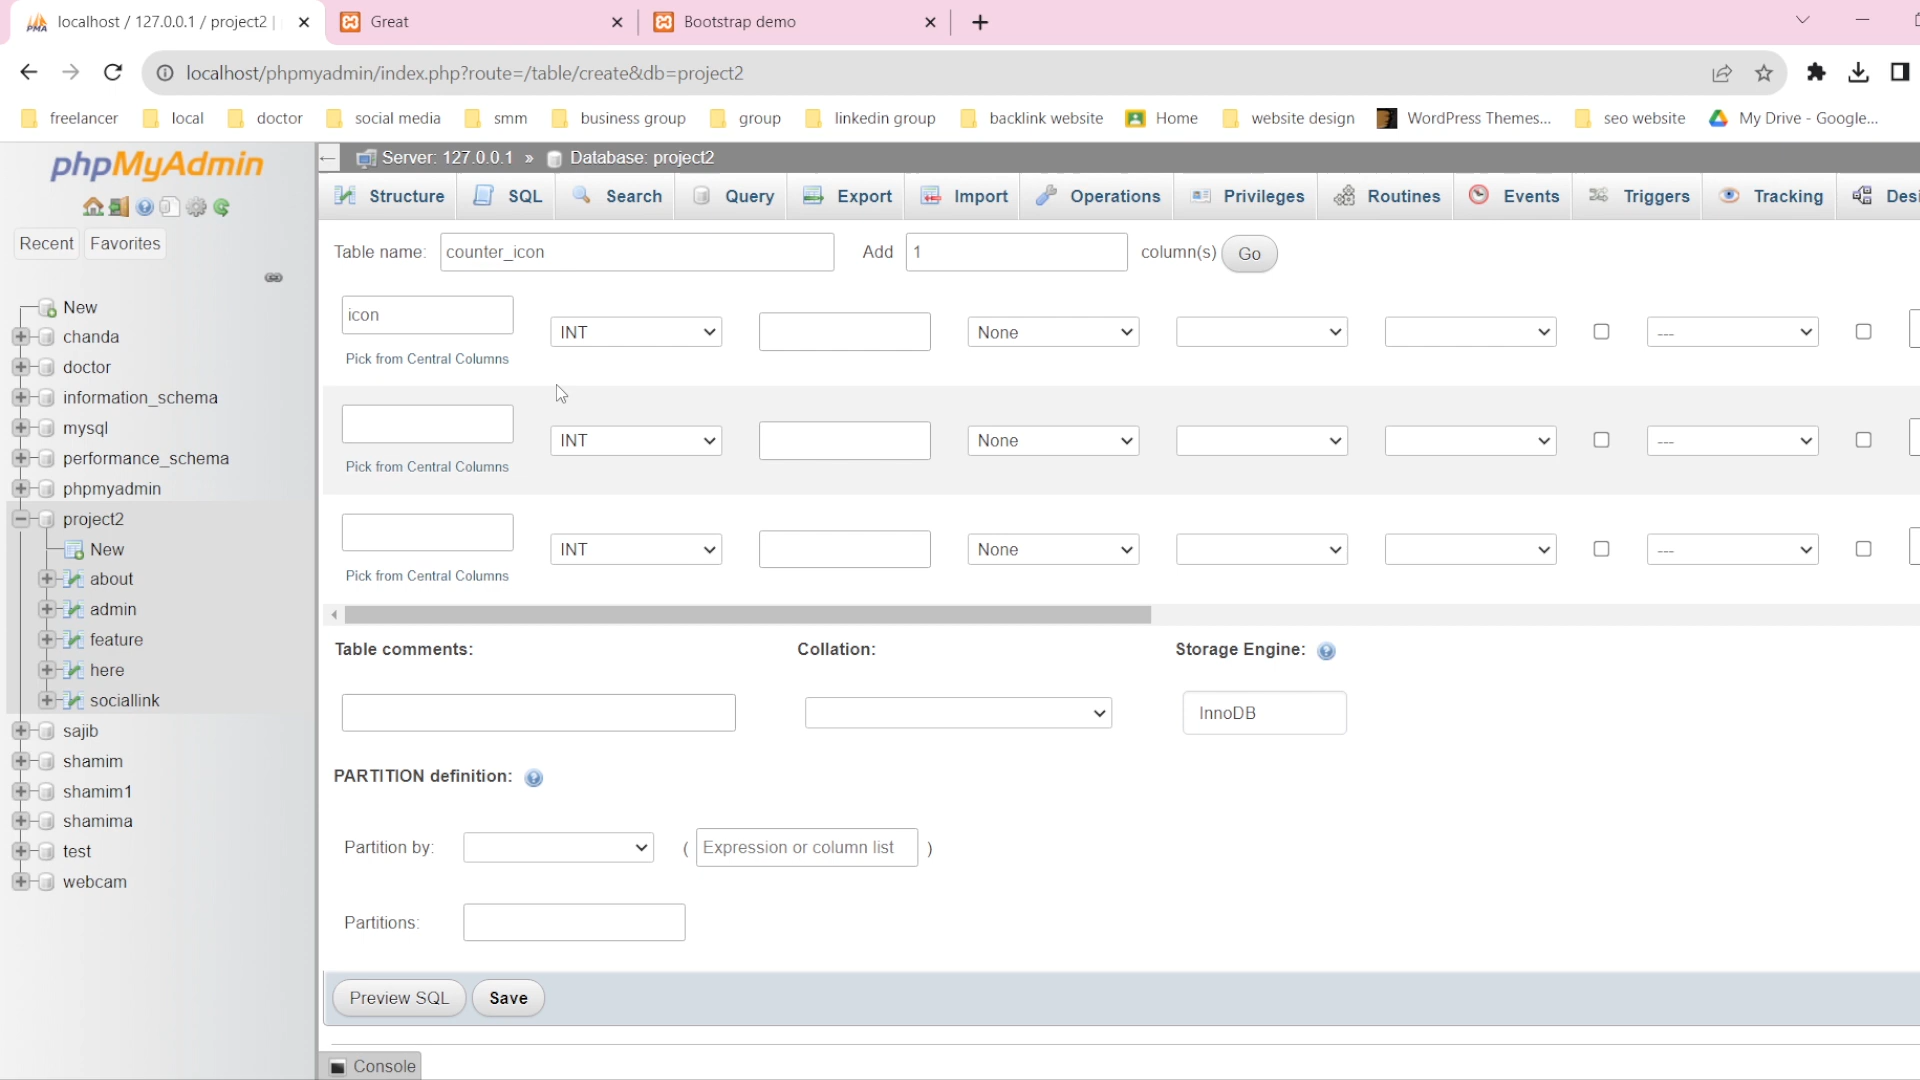 localhost / 127.0.0.1 / project2 |
Great
Bootstrap demo
localhost/phpmyadmin/index.php?route=/table/create&db=project2
freelancer
local
doctor
social media
smm
business group
group
linkedin group
backlink website
Home
website design
WordPress Themes...
seo website
My Drive - Google...
phpMyAdmin
Recent
Favorites
New
chanda
doctor
information_schema
mysql
performance_schema
phpmyadmin
project2
New
about
admin
feature
here
sociallink
sajib
shamim
shamim1
shamima
test
webcam
Server: 127.0.0.1 » Database: project2
Structure
SQL
Search
Query
Export
Import
Operations
Privileges
Routines
Events
Triggers
Tracking
Table name: counter_icon Add 1 column(s) Go
icon
INT
None
---
Pick from Central Columns
INT
None
---
Pick from Central Columns
INT
None
---
Pick from Central Columns
Table comments:
Collation:
Storage Engine:
InnoDB
PARTITION definition:
Partition by: ( Expression or column list )
Partitions:
Preview SQL
Save
Console